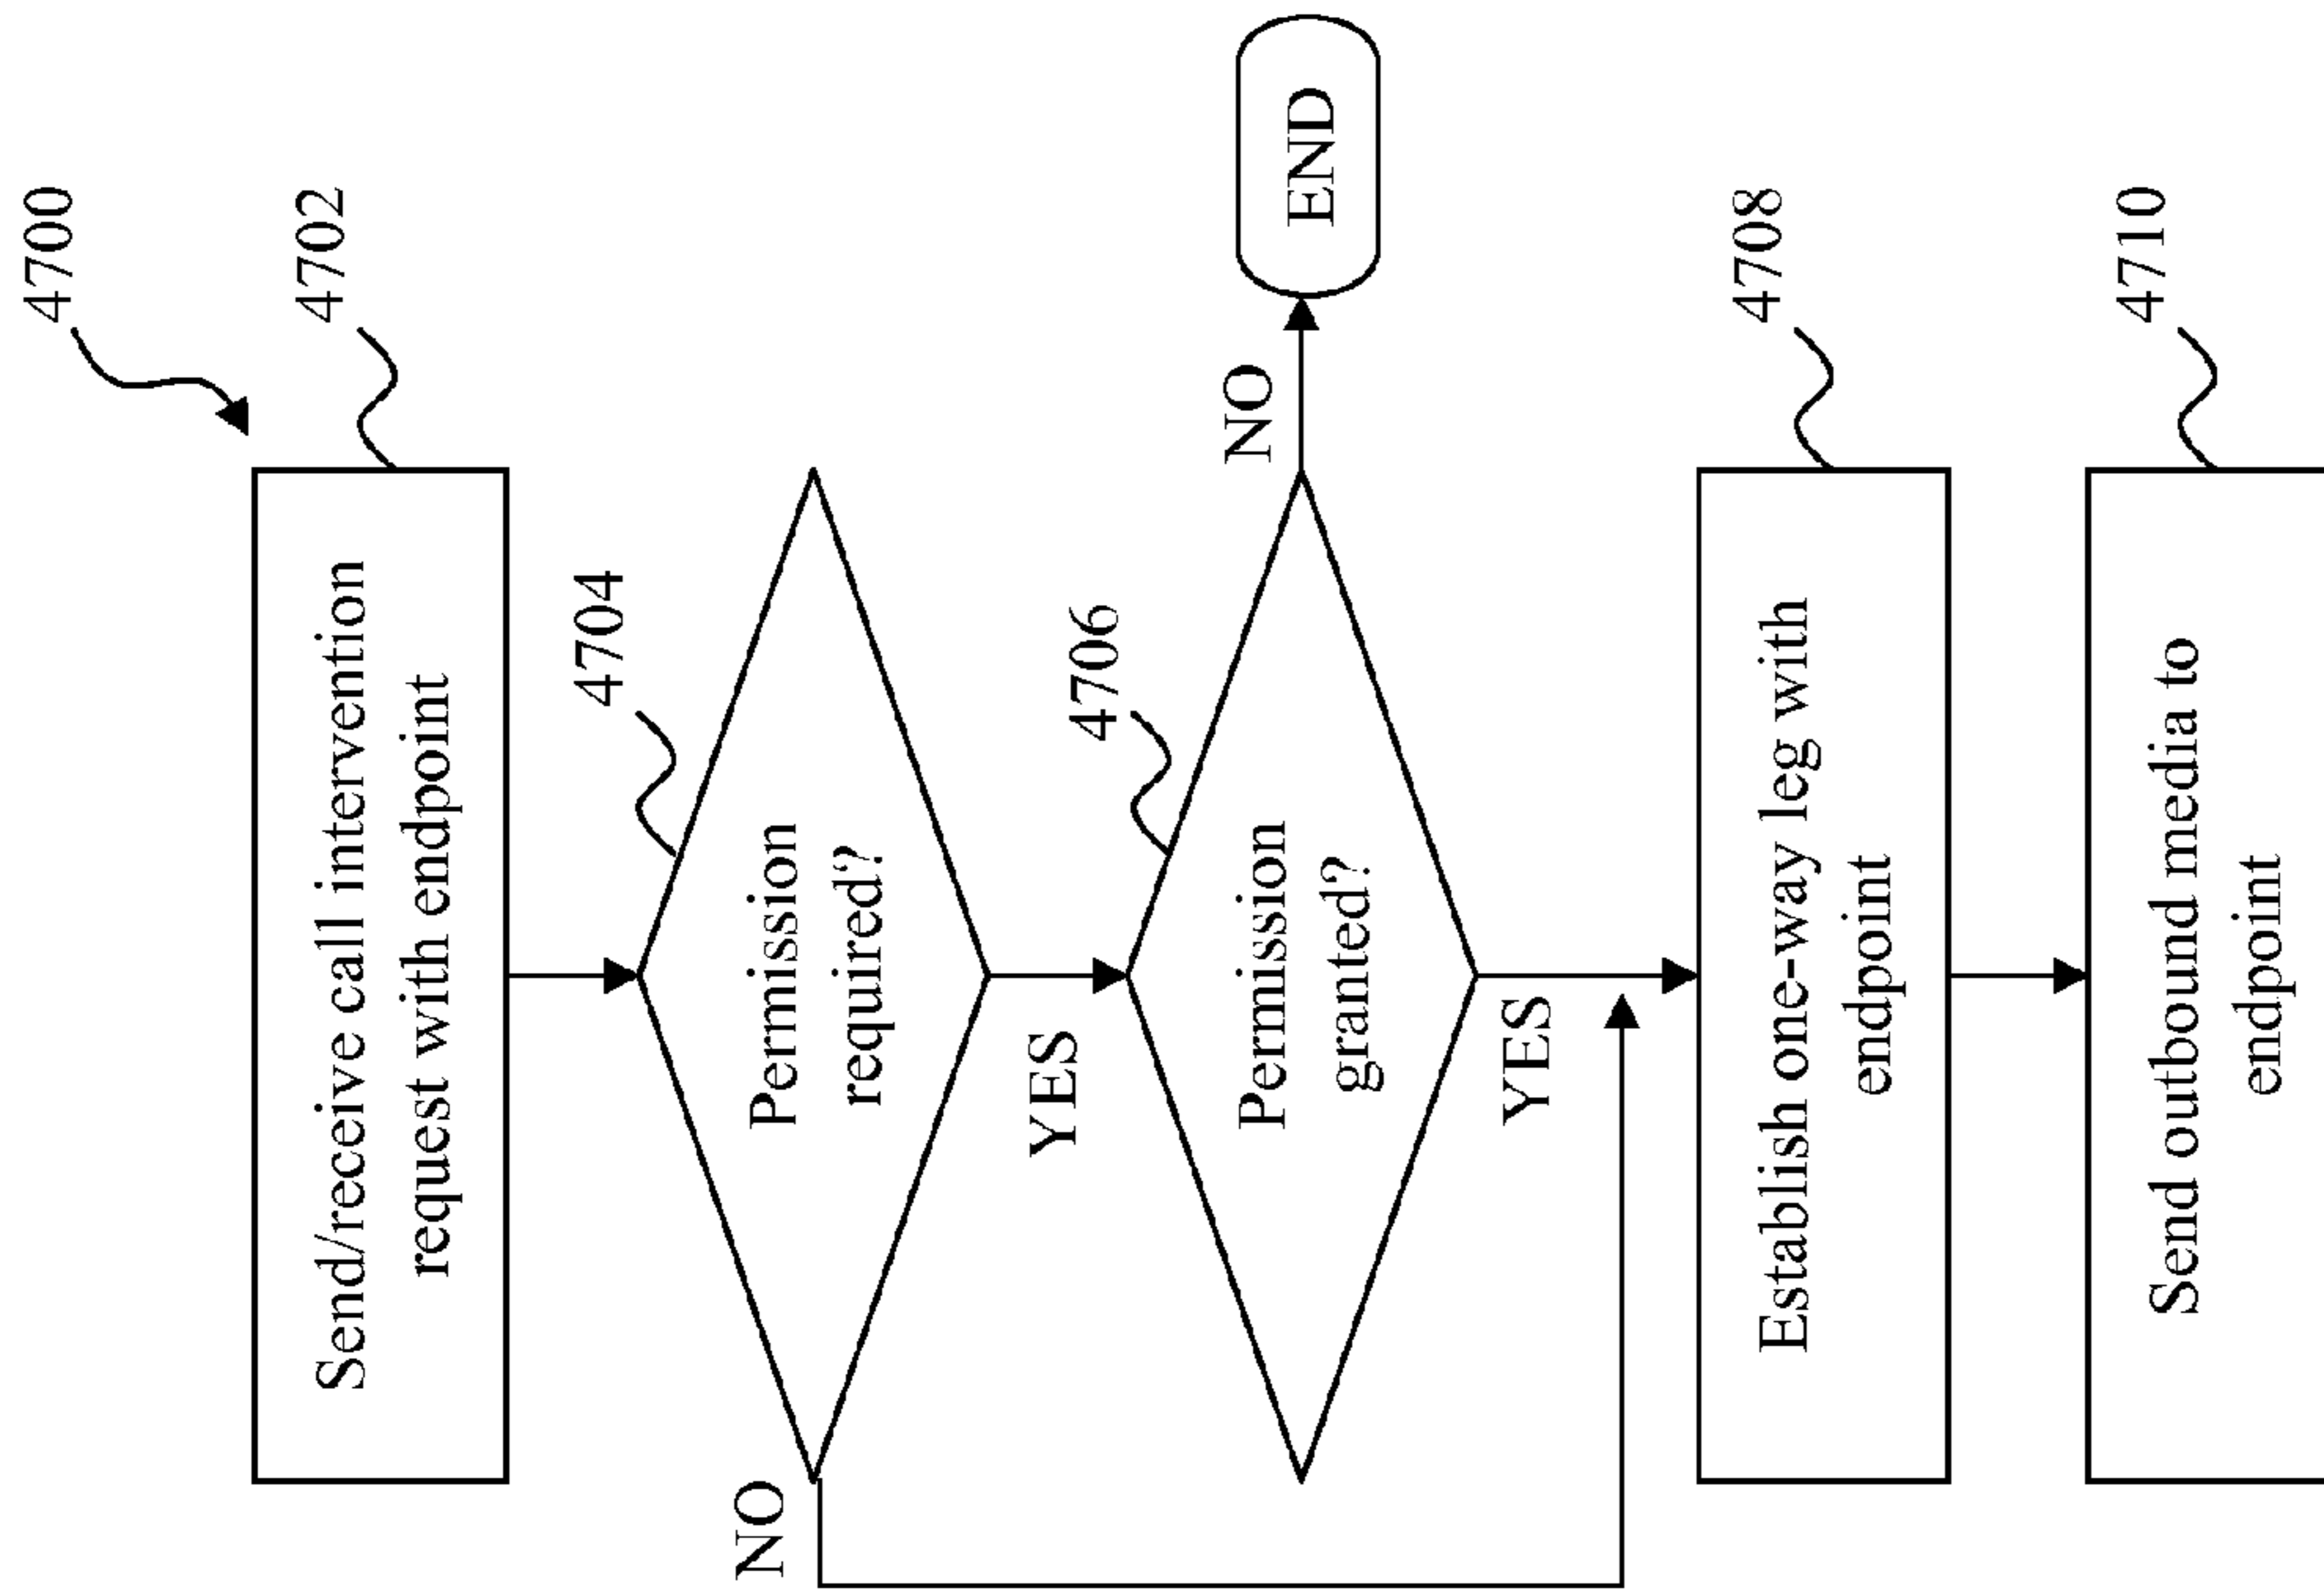 4700
4702
Send/receive call intervention
request with endpoint
4704
Permission
required?
NO
YES
4706
Permission
granted?
NO
END
YES
4708
Establish one-way leg with
endpoint
4710
Send outbound media to
endpoint